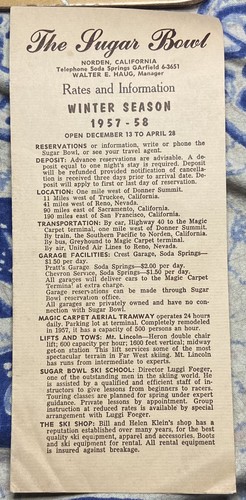 The Sugar Bowl
NORDEN, CALIFORNIA
Telephone Soda Springs GArfield 6-3651
WALTER E. HAUG, Manager
Rates and Information
WINTER SEASON
1957-58
OPEN DECEMBER 13 TO APRIL 28
RESERVATIONS or information, write or phone the
Sugar Bowl, or see your travel agent.
DEPOSIT: Advance reservations are advisable. A de-
posit equal to one night's stay is required. Deposit
will be refunded provided notification of cancella-
tion is received three days prior to arrival date. De-
posit will apply to first or last day of reservation.
LOCATION: One mile west of Donner Summit.
11 Miles west of Truckee, California.
41 miles west of Reno, Nevada.
90 miles east of Sacramento, California.
190 miles east of San Francisco, California.
TRANSPORTATION: By car, Highway 40 to the Magic
Carpet terminal, one mile west of Donner Summit.
By train, the Southern Pacific to Norden, California.
By bus, Greyhound to Magic Carpet terminal.
By air, United Air Lines to Reno, Nevada.
GARAGE FACILITIES: Crest Garage, Soda Springs—
$1.50 per day.
Pratt's Garage Soda Springs—$2.00 per day.
Chevron Service, Soda Springs—$1.50 per day.
All garages will deliver cars to the Magic Carpet
Terminal at extra charge.
Garage reservations can be made through Sugar
Bowl reservation office.
All garages are privately owned and have no con-
nection with Sugar Bowl.
MAGIC CARPET AERIAL TRAMWAY operates 24 hours
daily. Parking lot at terminal. Completely remodeled
in 1957, it has a capacity of 500 persons an hour.
LIFTS AND TOWS: Mt. Lincoln—Heron double chair
lift; 600 capacity per hour; 1000 feet vertical; midway
get-on station This lift services some of the most
spectacular terrain in Far West skiing. Mt. Lincoln
has runs from intermediate to experts.
SUGAR BOWL SKI SCHOOL: Director Luggi Foeger,
one of the outstanding men in the skiing world. He
is assisted by a qualified and efficient staff of in-
structors to give lessons from beginners to racers.
Touring classes are planned for spring under expert
guidance. Private lessons by appointment. Group
instruction at reduced rates is available by special
arrangement with Luggi Foeger.
THE SKI SHOP: Bill and Helen Klein's shop has a
reputation established over many years, for the best
quality ski equipment, apparel and accessories. Boots
and ski equipment for rental. All rental equipment
is insured against breakage.